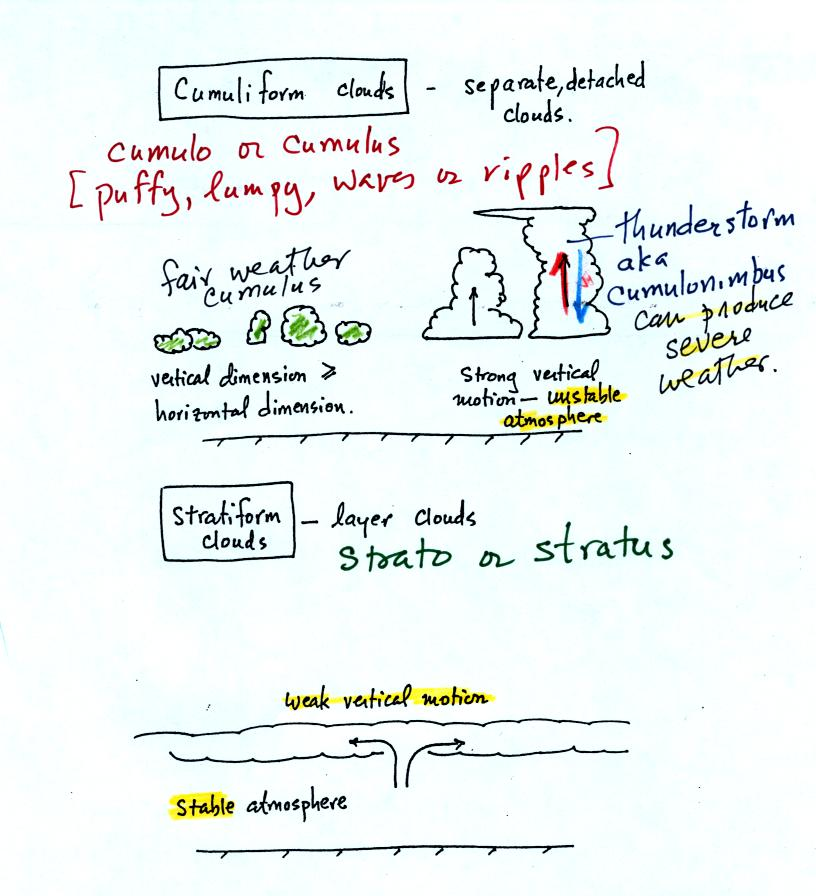 Cumuliform clouds - separate, detached
clouds.
cumulo or cumulus
[puffy, lumpy, waves or ripples]
fair weather
cumulus
thunderstorm
aka
cumulonimbus
can produce
severe
weather.
vertical dimension ≥
horizontal dimension.
Strong vertical
motion – unstable
atmosphere
Stratiform
clouds – layer clouds
strato or stratus
weak vertical motion
Stable atmosphere